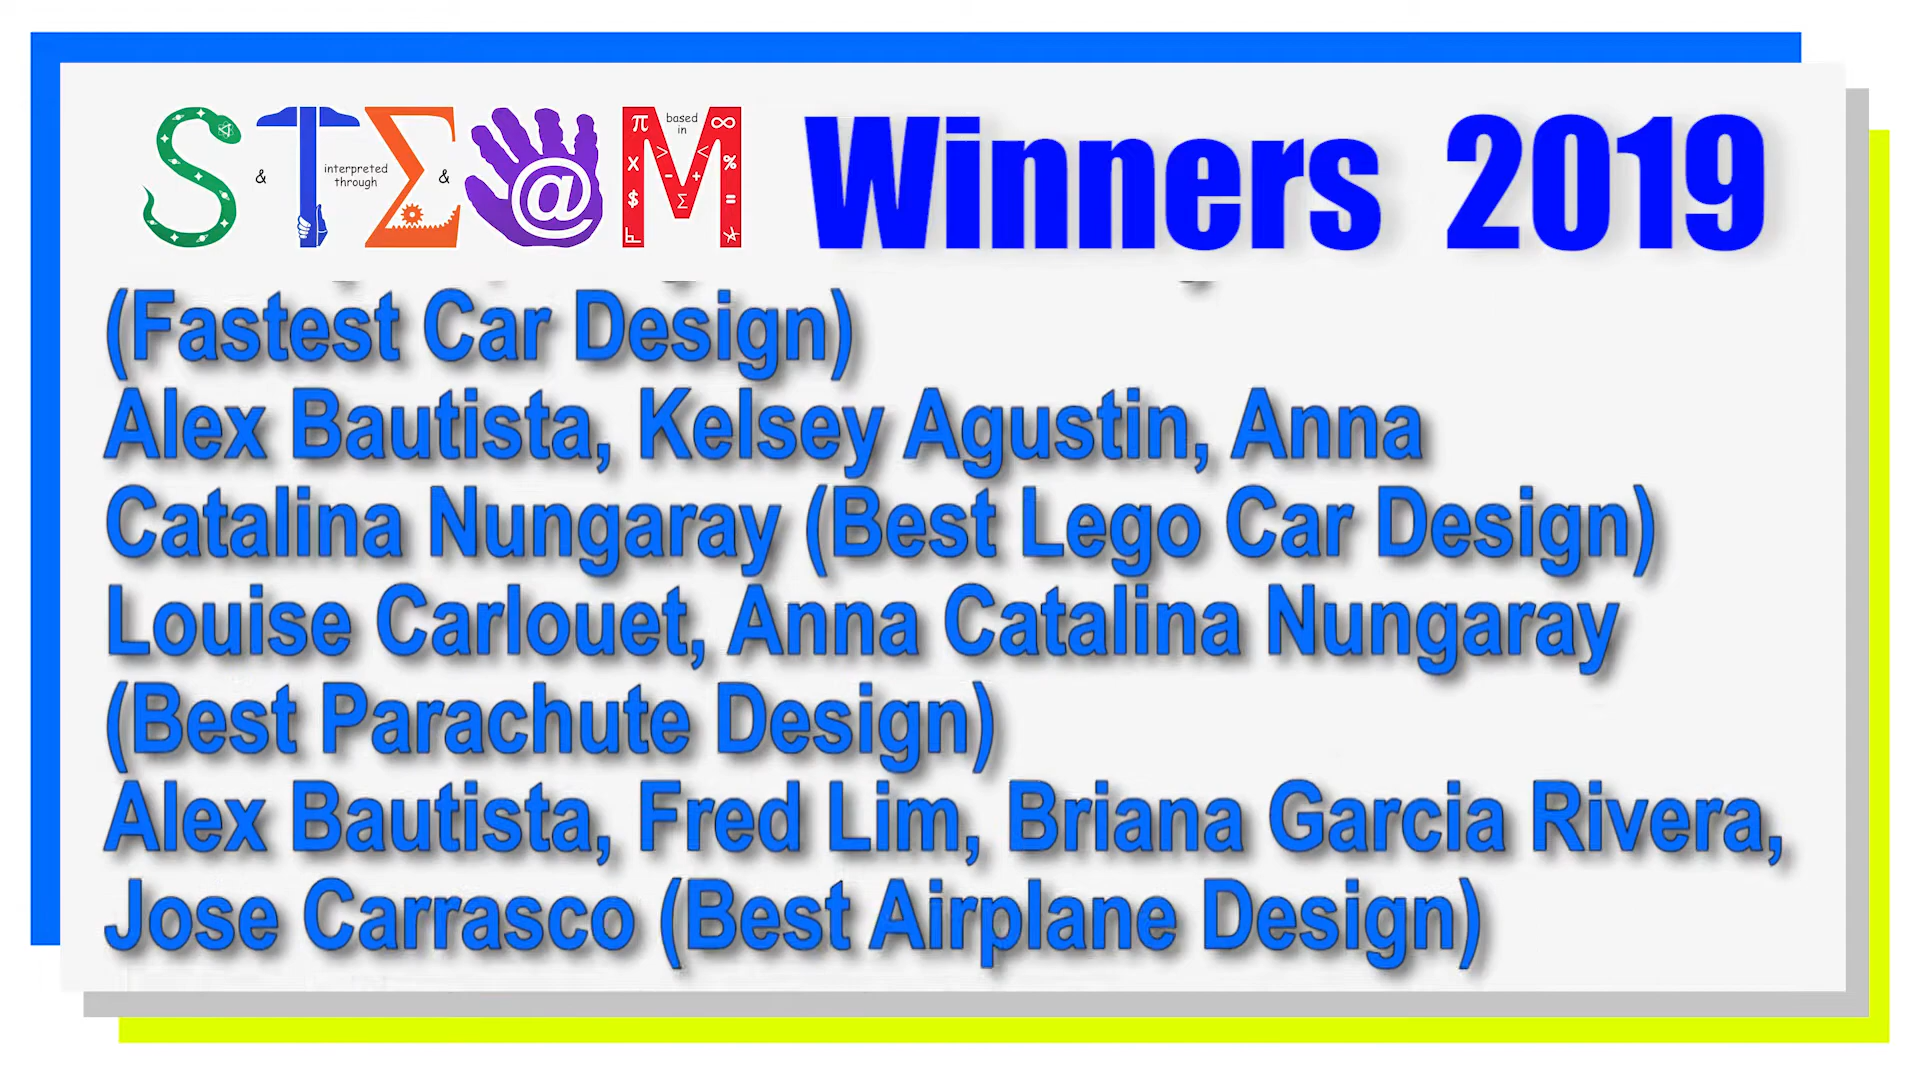 STEAM Winners 2019
& interpreted through & based in
π ∞
x > < %
- +
$ Σ =
(Fastest Car Design)
Alex Bautista, Kelsey Agustin, Anna
Catalina Nungaray (Best Lego Car Design)
Louise Carlouet, Anna Catalina Nungaray
(Best Parachute Design)
Alex Bautista, Fred Lim, Briana Garcia Rivera,
Jose Carrasco (Best Airplane Design)